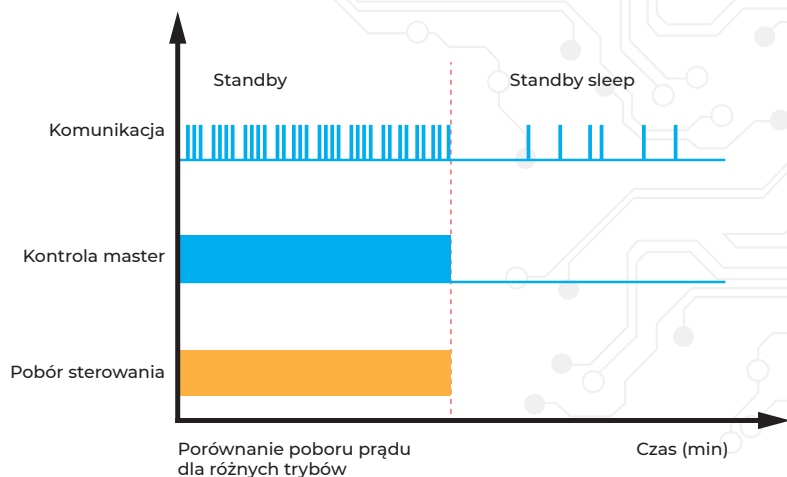 Standby
Standby sleep
Komunikacja
Kontrola master
Pobór sterowania
Porównanie poboru prądu
dla różnych trybów
Czas (min)